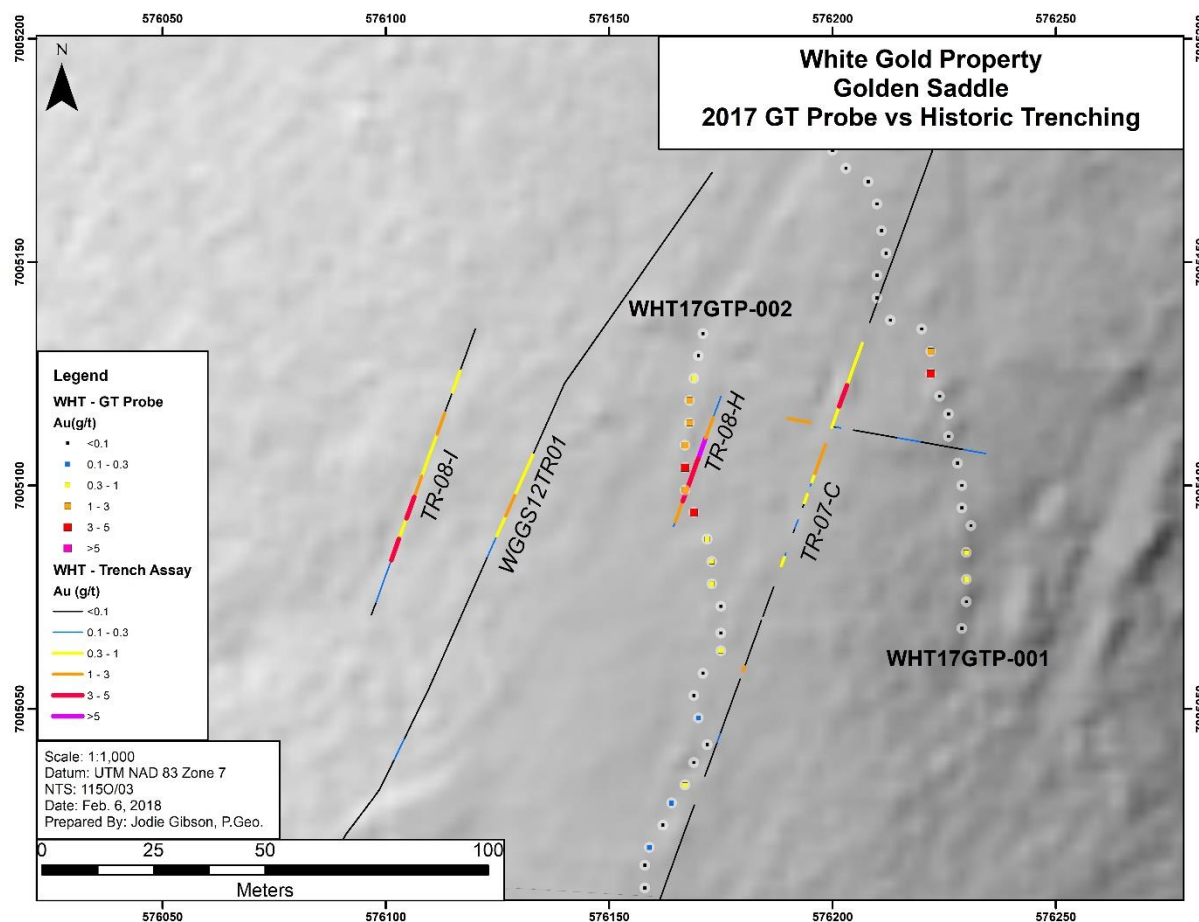 576050 576100 576150 576200 576250
7005200
7005200
N
White Gold Property
Golden Saddle
2017 GT Probe vs Historic Trenching
7005150
7005150
WHT17GTP-002
TR-08-I
WGGS12TR01
TR-08-H
TR-07-C
7005100
7005100
WHT17GTP-001
7005050
7005050
Legend
WHT - GT Probe
Au(g/t)
<0.1
0.1 - 0.3
0.3 - 1
1 - 3
3 - 5
>5
WHT - Trench Assay
Au (g/t)
<0.1
0.1 - 0.3
0.3 - 1
1 - 3
3 - 5
>5
Scale: 1:1,000
Datum: UTM NAD 83 Zone 7
NTS: 115O/03
Date: Feb. 6, 2018
Prepared By: Jodie Gibson, P.Geo.
0 25 50 100
Meters
576050 576100 576150 576200 576250